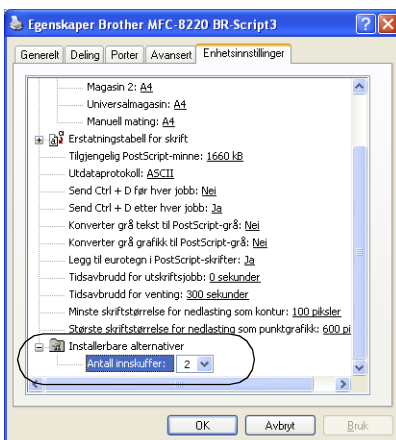 Egenskaper Brother MFC-8220 BR-Script3
Generelt Deling Porter Avansert Enhetsinnstillinger
Magasin 2: A4
Universalmagasin: A4
Manuell mating: A4
Erstatningstabell for skrift
Tilgjengelig PostScript-minne: 1660 kB
Utdataprotokoll: ASCII
Send Ctrl + D før hver jobb: Nei
Send Ctrl + D etter hver jobb: Ja
Konverter grå tekst til PostScript-grå: Nei
Konverter grå grafikk til PostScript-grå: Nei
Legg til eurotegn i PostScript-skrifter: Ja
Tidsavbrudd for utskriftsjobb: 0 sekunder
Tidsavbrudd for venting: 300 sekunder
Minste skriftstørrelse for nedlasting som kontur: 100 piksler
Største skriftstørrelse for nedlasting som punktgrafikk: 600 pi
Installerbare alternativer
Antall innskuffer: 2
OK Avbryt Bruk